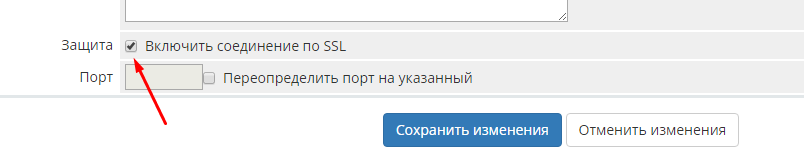 Защита Включить соединение по SSL
Порт Переопределить порт на указанный
Сохранить изменения Отменить изменения